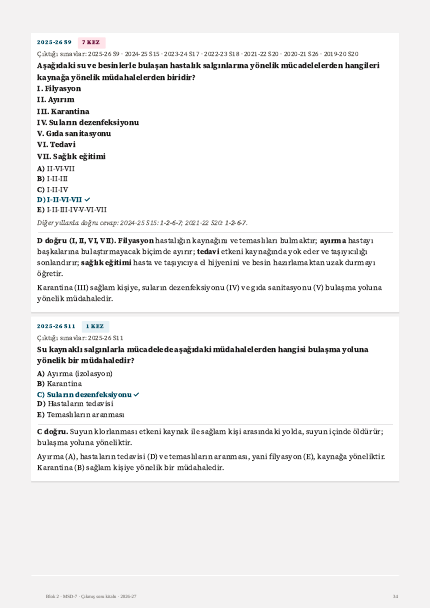 2025-26 S9 7 KEZ
Çıktığı sınavlar: 2025-26 S9 · 2024-25 S15 · 2023-24 S17 · 2022-23 S18 · 2021-22 S20 · 2020-21 S26 · 2019-20 S20
Aşağıdaki su ve besinlerle bulaşan hastalık salgınlarına yönelik mücadelelerden hangileri
kaynağa yönelik müdahalelerden biridir?
I. Filyasyon
II. Ayırım
III. Karantina
IV. Suların dezenfeksiyonu
V. Gıda sanitasyonu
VI. Tedavi
VII. Sağlık eğitimi
A) II-VI-VII
B) I-II-III
C) I-II-IV
D) I-II-VI-VII ✓
E) I-II-III-IV-V-VI-VII
Diğer yıllarda doğru cevap: 2024-25 S15: 1-2-6-7; 2021-22 S20: 1-2-6-7.
D doğru (I, II, VI, VII). Filyasyon hastalığın kaynağını ve temaslıları bulmaktır; ayırma hastayı
başkalarına bulaştırmayacak biçimde ayırır; tedavi etkeni kaynağında yok eder ve taşıyıcılığı
sonlandırır; sağlık eğitimi hasta ve taşıyıcıya el hijyenini ve besin hazırlamaktan uzak durmayı
öğretir.
Karantina (III) sağlam kişiye, suların dezenfeksiyonu (IV) ve gıda sanitasyonu (V) bulaşma yoluna
yönelik müdahaledir.
2025-26 S11 1 KEZ
Çıktığı sınavlar: 2025-26 S11
Su kaynaklı salgınlarla mücadelede aşağıdaki müdahalelerden hangisi bulaşma yoluna
yönelik bir müdahaledir?
A) Ayırma (izolasyon)
B) Karantina
C) Suların dezenfeksiyonu ✓
D) Hastaların tedavisi
E) Temaslıların aranması
C doğru. Suyun klorlanması etkeni kaynak ile sağlam kişi arasındaki yolda, suyun içinde öldürür;
bulaşma yoluna yöneliktir.
Ayırma (A), hastaların tedavisi (D) ve temaslıların aranması, yani filyasyon (E), kaynağa yöneliktir.
Karantina (B) sağlam kişiye yönelik bir müdahaledir.